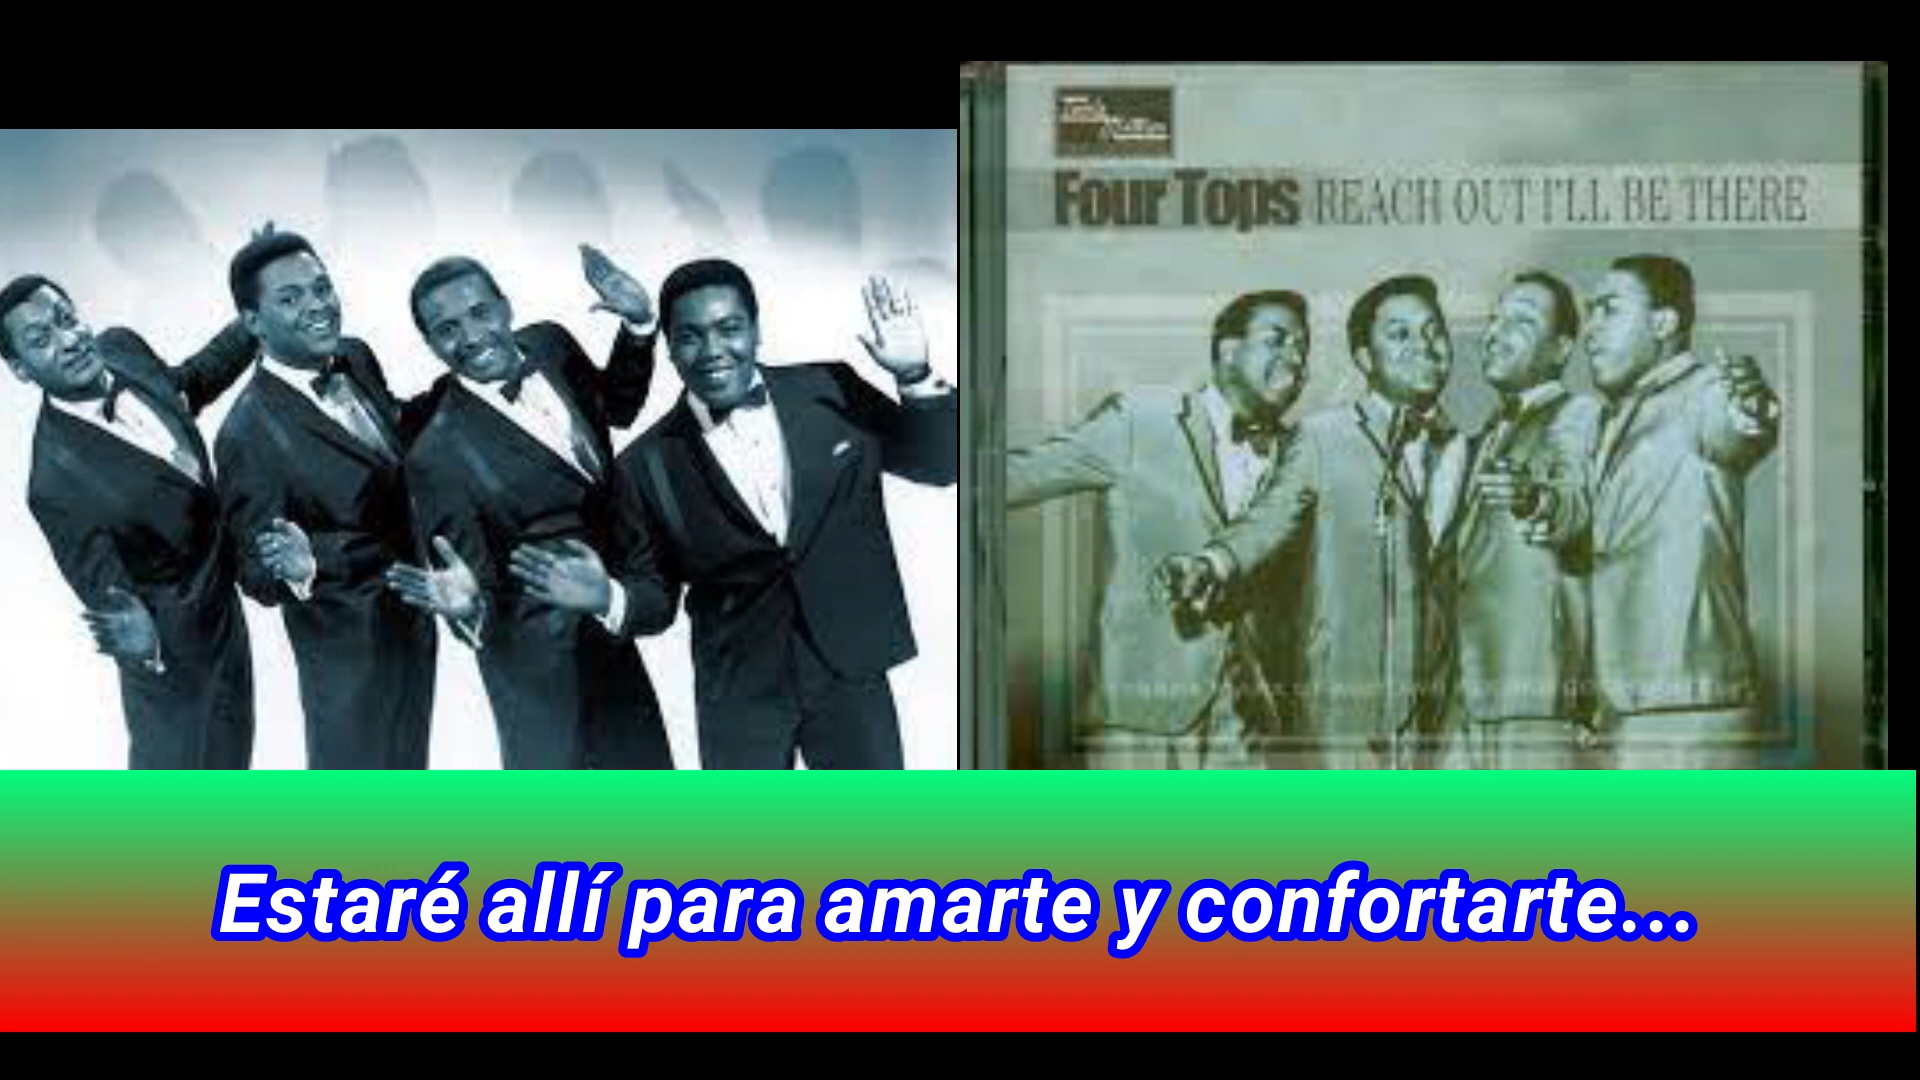 Four Tops REACH OUT I'LL BE THERE
Estaré allí para amarte y confortarte...